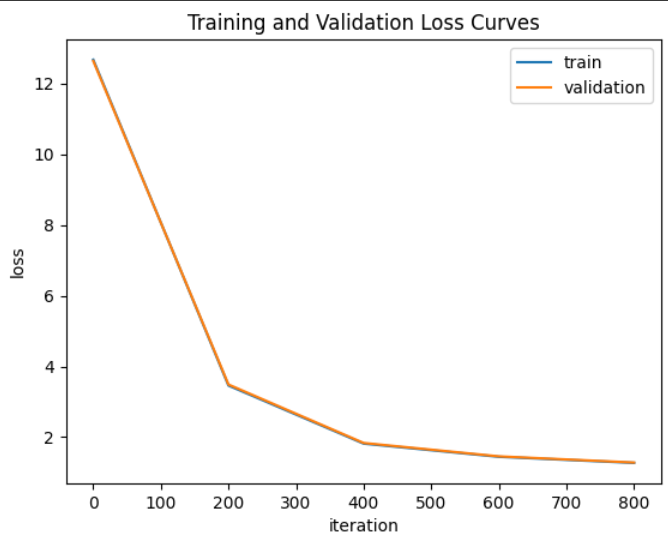 Training and Validation Loss Curves
train
validation
12
10
8
6
4
2
loss
0 100 200 300 400 500 600 700 800
iteration